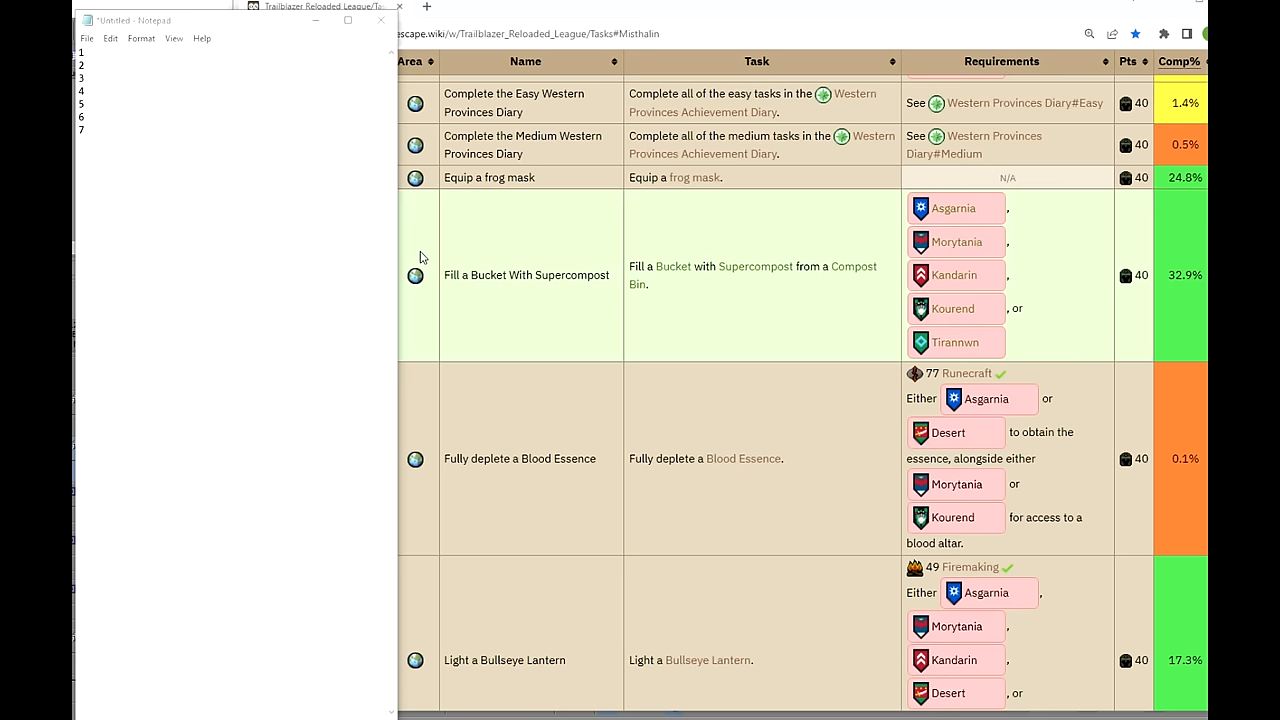 Trailblazer Reloaded League/Ta
*Untitled - Notepad
File Edit Format View Help
1
2
3
4
5
6
7
escape.wiki/w/Trailblazer_Reloaded_League/Tasks#Misthalin
Area Name Task Requirements Pts Comp%
Complete the Easy Western
Provinces Diary
Complete all of the easy tasks in the Western
Provinces Achievement Diary.
See Western Provinces Diary#Easy
40
1.4%
Complete the Medium Western
Provinces Diary
Complete all of the medium tasks in the Western
Provinces Achievement Diary.
See Western Provinces
Diary#Medium
40
0.5%
Equip a frog mask
Equip a frog mask.
N/A
40
24.8%
Fill a Bucket With Supercompost
Fill a Bucket with Supercompost from a Compost
Bin.
Asgarnia ,
Morytania ,
Kandarin ,
Kourend , or
Tirannwn
40
32.9%
Fully deplete a Blood Essence
Fully deplete a Blood Essence.
77 Runecraft
Either Asgarnia or
Desert to obtain the
essence, alongside either
Morytania or
Kourend for access to a
blood altar.
40
0.1%
Light a Bullseye Lantern
Light a Bullseye Lantern.
49 Firemaking
Either Asgarnia ,
Morytania ,
Kandarin ,
Desert , or
40
17.3%